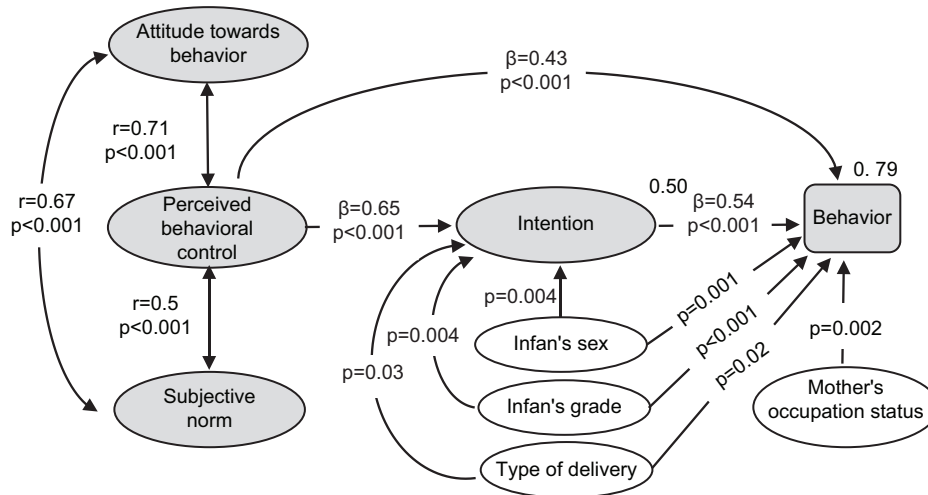 Attitude towards
behavior
β=0.43
p<0.001
r=0.71
p<0.001
r=0.67
p<0.001
0. 79
0.50
Perceived
behavioral
control
β=0.65
p<0.001
Intention
β=0.54
p<0.001
Behavior
r=0.5
p<0.001
p=0.004
p=0.001
p=0.004
p<0.001
p=0.002
Infan's sex
p=0.03
p=0.02
Subjective
norm
Infan's grade
Mother's
occupation status
Type of delivery